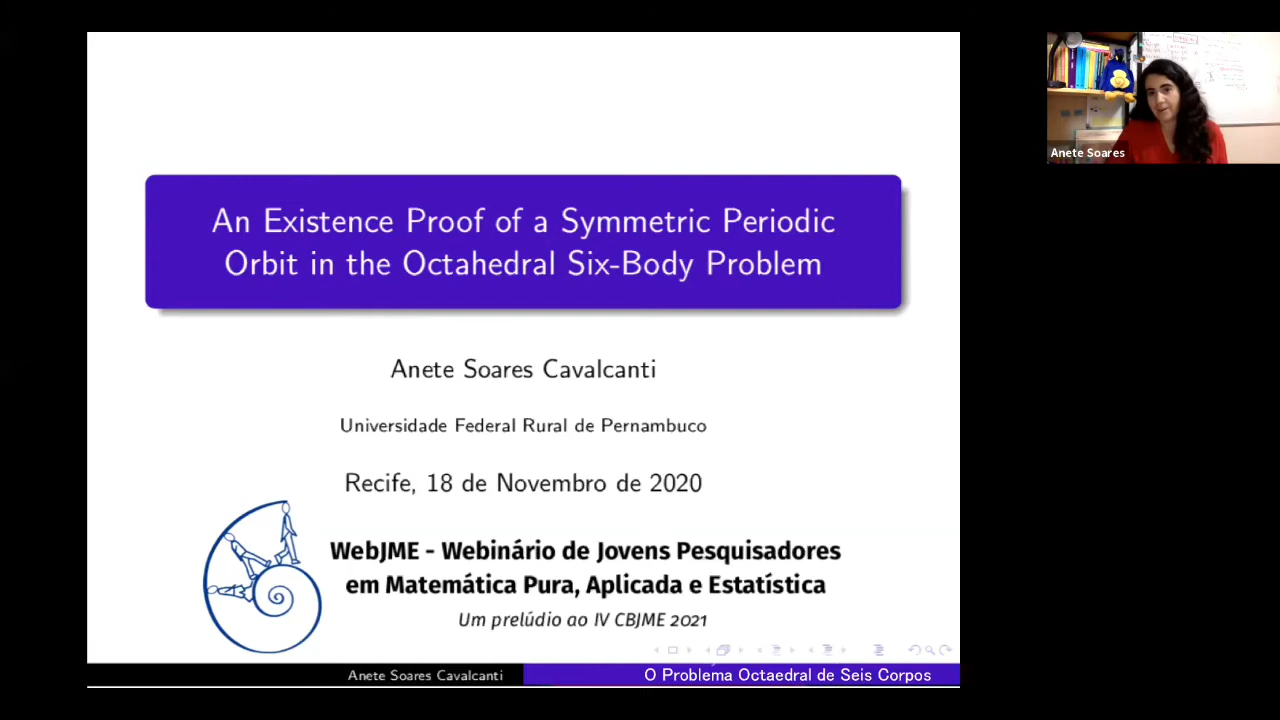 An Existence Proof of a Symmetric Periodic
Orbit in the Octahedral Six-Body Problem
Anete Soares Cavalcanti
Universidade Federal Rural de Pernambuco
Recife, 18 de Novembro de 2020
WebJME - Webinário de Jovens Pesquisadores
em Matemática Pura, Aplicada e Estatística
Um prelúdio ao IV CBJME 2021
Anete Soares Cavalcanti
O Problema Octaedral de Seis Corpos
Anete Soares